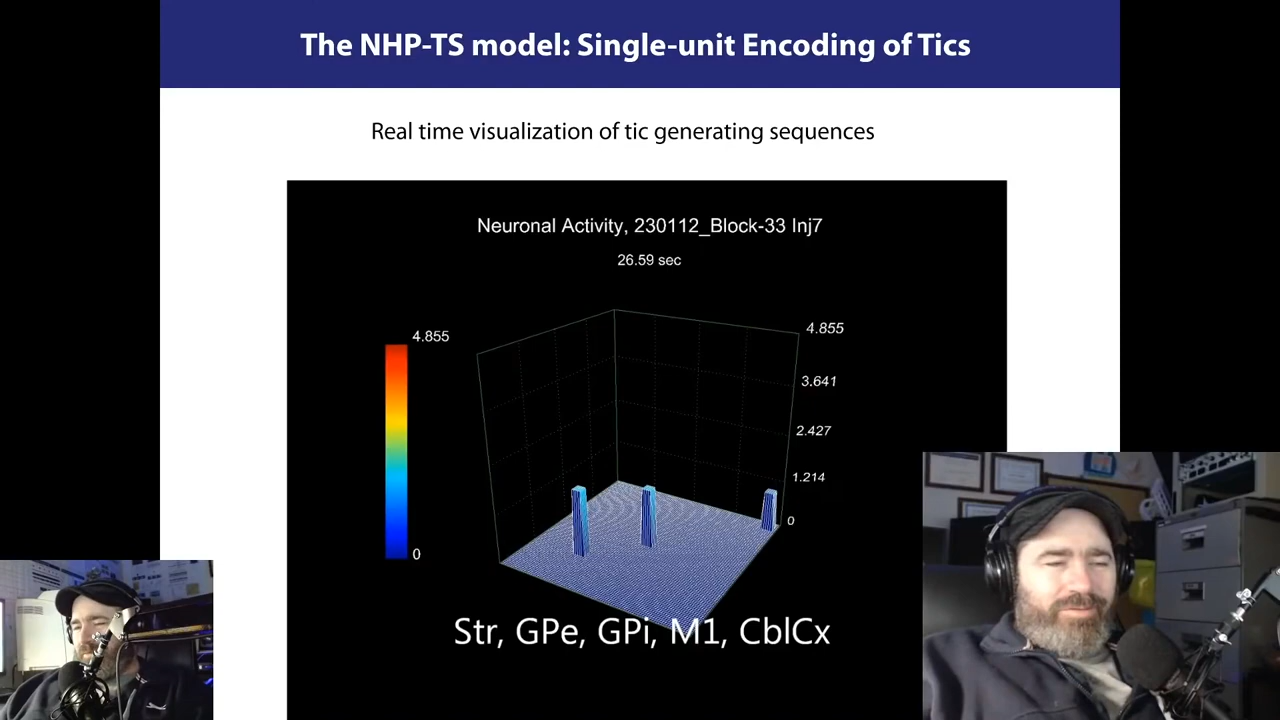 The NHP-TS model: Single-unit Encoding of Tics
Real time visualization of tic generating sequences
Neuronal Activity, 230112_Block-33 Inj7
26.59 sec
4.855
0
4.855
3.641
2.427
1.214
0
Str, GPe, GPi, M1, CblCx